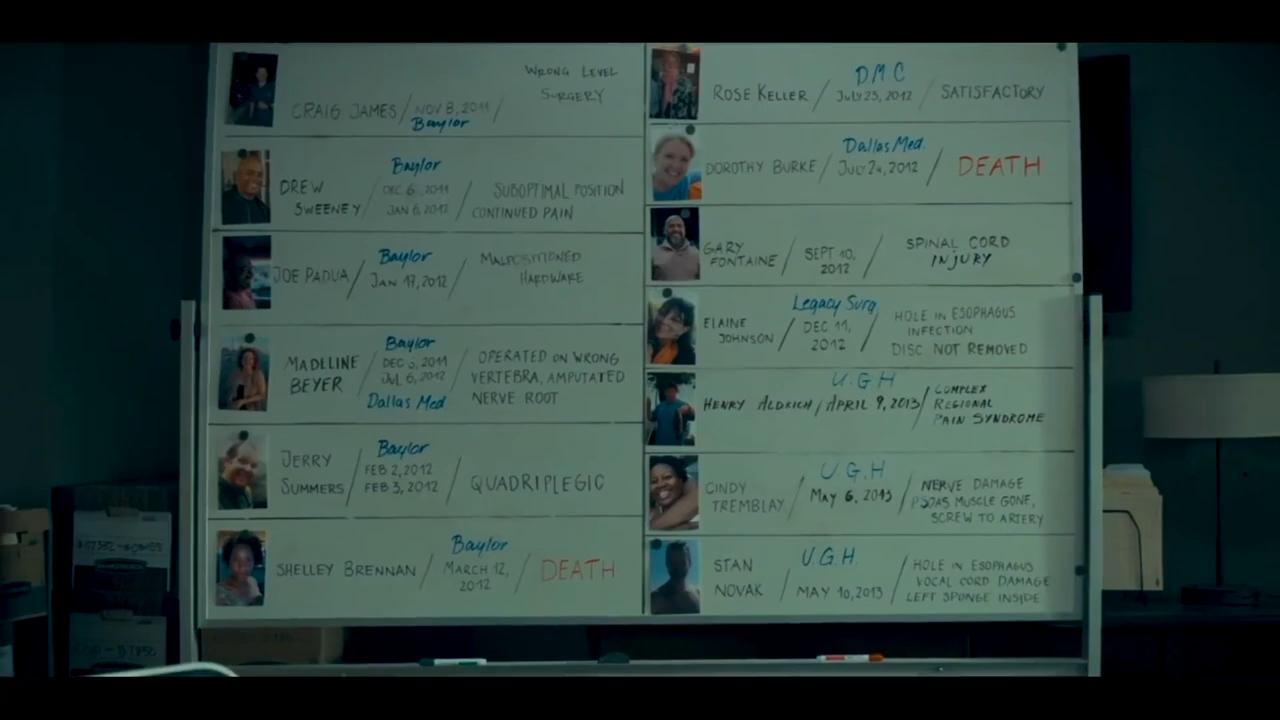 WRONG LEVEL
SURGERY
CRAIG JAMES / NOV 8, 2011 /
Baylor
Baylor
DREW
SWEENEY / DEC 6, 2011
JAN 6, 2012 / SUBOPTIMAL POSITION
CONTINUED PAIN
Baylor
JOE PADUA / JAN 17, 2012 / MALPOSITIONED
HARDWARE
Baylor
MADELINE
BEYER / DEC 2011
JUL 6, 2012 / OPERATED ON WRONG
VERTEBRA, AMPUTATED
NERVE ROOT
Dallas Med
Baylor
JERRY
SUMMERS / FEB 2, 2012
FEB 3, 2012 / QUADRIPLEGIC
Baylor
SHELLEY BRENNAN / MARCH 12,
2012 / DEATH
DMC
ROSE KELLER / JULY 23, 2012 / SATISFACTORY
Dallas Med.
DOROTHY BURKE / JULY 24, 2012 / DEATH
GARY
FONTAINE / SEPT 10,
2012 / SPINAL CORD
INJURY
Legacy Surg
ELAINE
JOHNSON / DEC 11,
2012 / HOLE IN ESOPHAGUS
INFECTION
DISC NOT REMOVED
U.G.H
HENRY ALDRICH / APRIL 9, 2013 / COMPLEX
REGIONAL
PAIN SYNDROME
U.G.H
CINDY
TREMBLAY / MAY 6, 2013 / NERVE DAMAGE
PSOAS MUSCLE GONE,
SCREW TO ARTERY
U.G.H.
STAN
NOVAK / MAY 10, 2013 / HOLE IN ESOPHAGUS
VOCAL CORD DAMAGE
LEFT SPONGE INSIDE